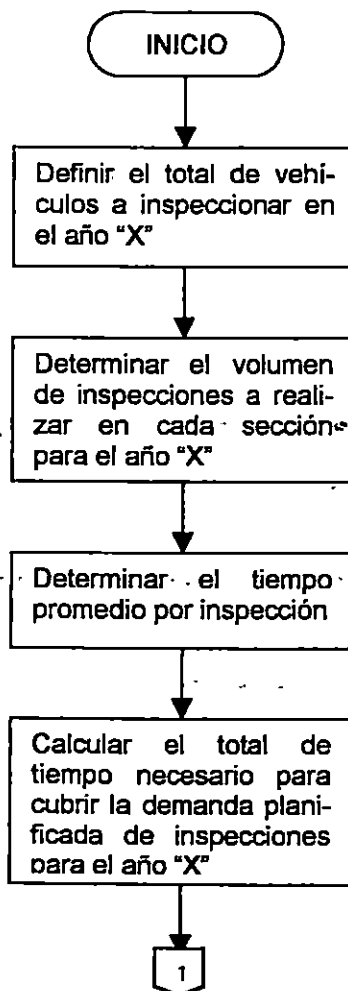 INICIO
Definir el total de vehí-
culos a inspeccionar en
el año "X"
Determinar el volumen
de inspecciones a reali-
zar en cada sección
para el año "X"
Determinar el tiempo
promedio por inspección
Calcular el total de
tiempo necesario para
cubrir la demanda plani-
ficada de inspecciones
para el año "X"
1